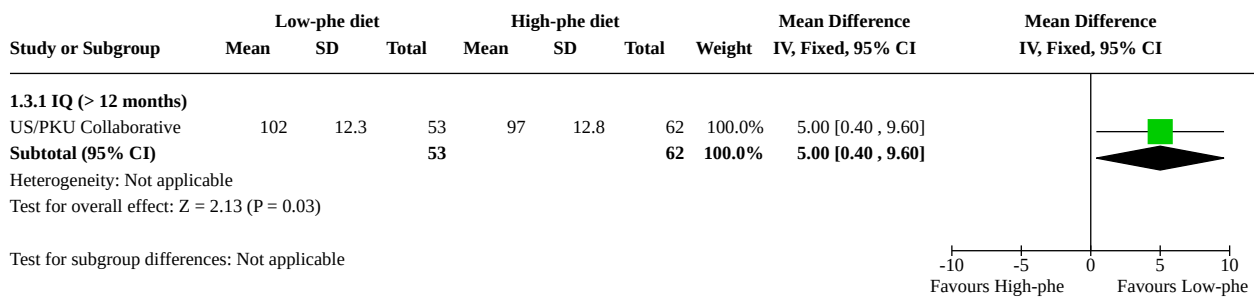 Low-phe diet High-phe diet Mean Difference Mean Difference
Study or Subgroup Mean SD Total Mean SD Total Weight IV, Fixed, 95% CI IV, Fixed, 95% CI
1.3.1 IQ (> 12 months)
US/PKU Collaborative 102 12.3 53 97 12.8 62 100.0% 5.00 [0.40 , 9.60]
Subtotal (95% CI) 53 62 100.0% 5.00 [0.40 , 9.60]
Heterogeneity: Not applicable
Test for overall effect: Z = 2.13 (P = 0.03)
Test for subgroup differences: Not applicable
-10 -5 0 5 10
Favours High-phe Favours Low-phe